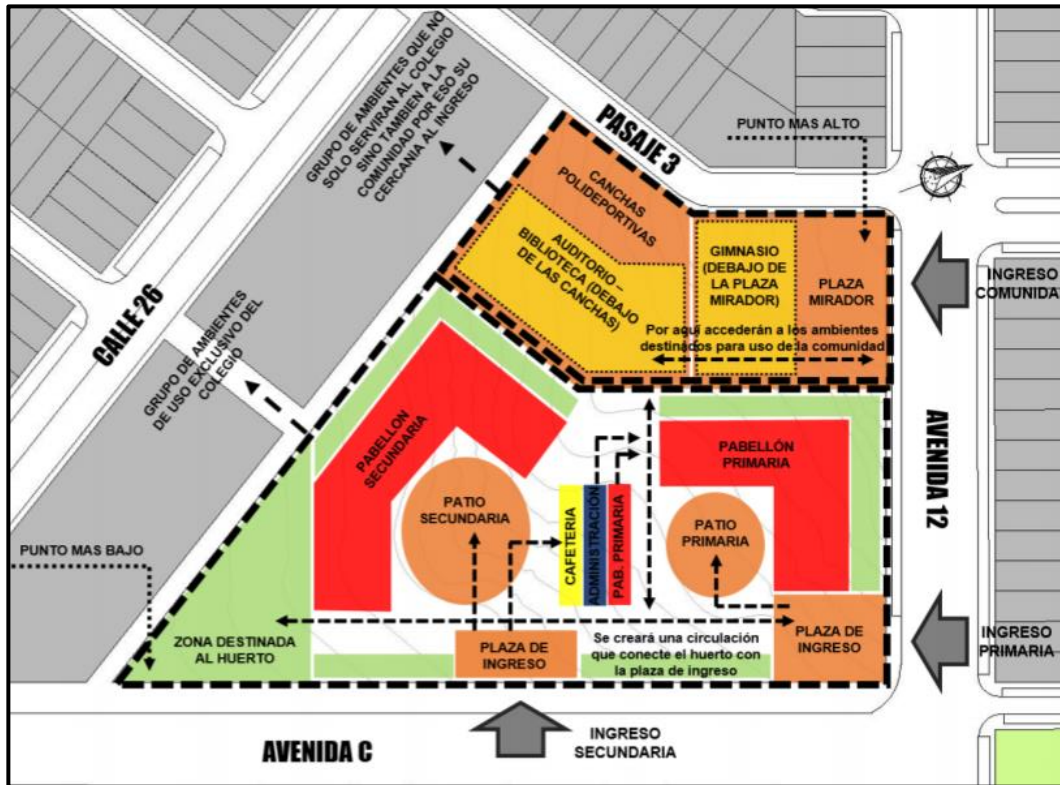 GRUPO DE AMBIENTES QUE NO
SOLO SERVIRAN AL COLEGIO
SINO TAMBIEN A LA
COMUNIDAD POR ESO SU
CERCANIA AL INGRESO
PASAJE 3
PUNTO MAS ALTO
CANCHAS
POLIDEPORTIVAS
AUDITORIO –
BIBLIOTECA (DEBAJO
DE LAS CANCHAS)
GIMNASIO
(DEBAJO DE
LA PLAZA
MIRADOR)
PLAZA
MIRADOR
INGRESO
COMUNIDA
Por aquí accederán a los ambientes
destinados para uso de la comunidad
CALLE 26
GRUPO DE AMBIENTES
DE USO EXCLUSIVO DEL
COLEGIO
PABELLON
SECUNDARIA
PABELLÓN
PRIMARIA
AVENIDA 12
PATIO
SECUNDARIA
CAFETERIA
ADMINISTRACIÓN
PAB. PRIMARIA
PATIO
PRIMARIA
PUNTO MAS BAJO
ZONA DESTINADA
AL HUERTO
PLAZA DE
INGRESO
Se creará una circulación
que conecte el huerto con
la plaza de ingreso
PLAZA DE
INGRESO
INGRESO
PRIMARIA
AVENIDA C
INGRESO
SECUNDARIA